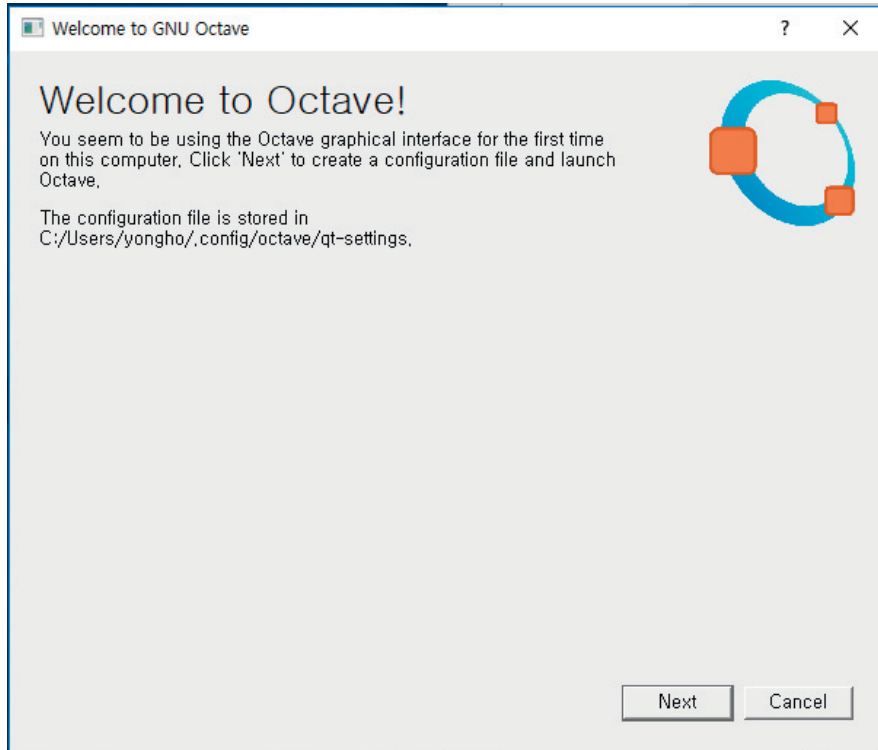 Welcome to GNU Octave
?
Welcome to Octave!
You seem to be using the Octave graphical interface for the first time
on this computer, Click 'Next' to create a configuration file and launch
Octave,
The configuration file is stored in
C:/Users/yongho/,config/octave/qt-settings,
Next
Cancel